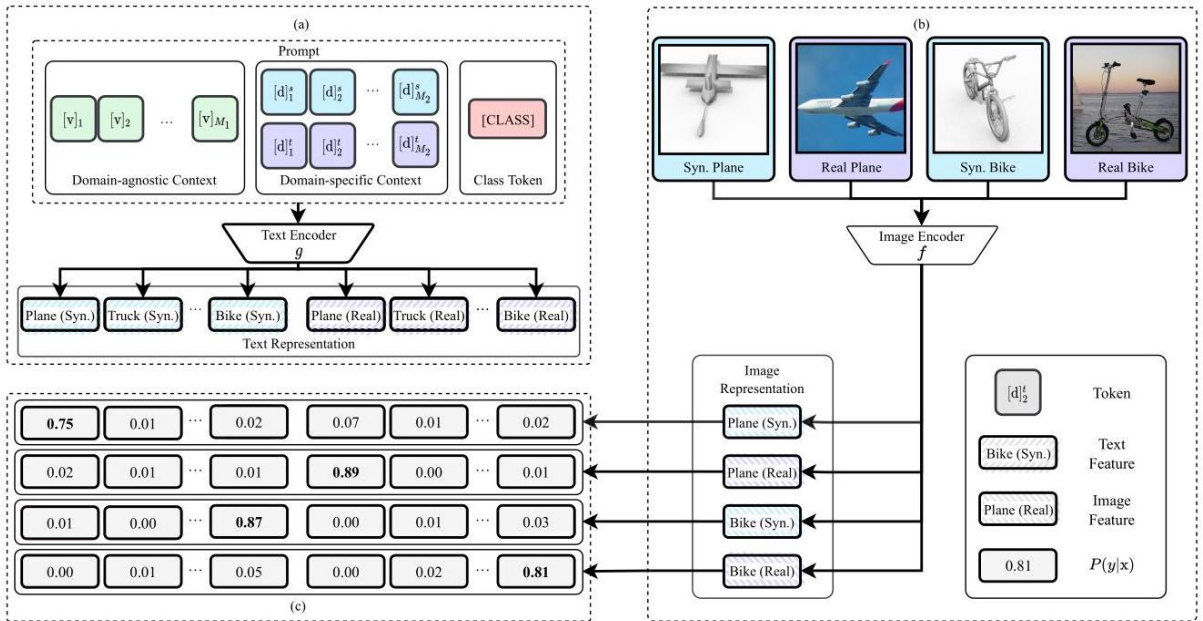 (a)
Prompt
[v]₁ [v]₂ ... [v]M₁
Domain-agnostic Context
[d]ˢ₁ [d]ˢ₂ ... [d]ˢM₂
[d]ᵗ₁ [d]ᵗ₂ ... [d]ᵗM₂
Domain-specific Context
[CLASS]
Class Token
Text Encoder
g
Plane (Syn.) Truck (Syn.) ... Bike (Syn.) Plane (Real) Truck (Real) ... Bike (Real)
Text Representation
(b)
Syn. Plane Real Plane Syn. Bike Real Bike
Image Encoder
f
Image
Representation
Plane (Syn.)
Plane (Real)
Bike (Syn.)
Bike (Real)
[d]ᵗ₂ Token
Bike (Syn.) Text
Feature
Plane (Real) Image
Feature
0.81 P(y|x)
0.75 0.01 ... 0.02 0.07 0.01 ... 0.02
0.02 0.01 ... 0.01 0.89 0.00 ... 0.01
0.01 0.00 ... 0.87 0.00 0.01 ... 0.03
0.00 0.01 ... 0.05 0.00 0.02 ... 0.81
(c)